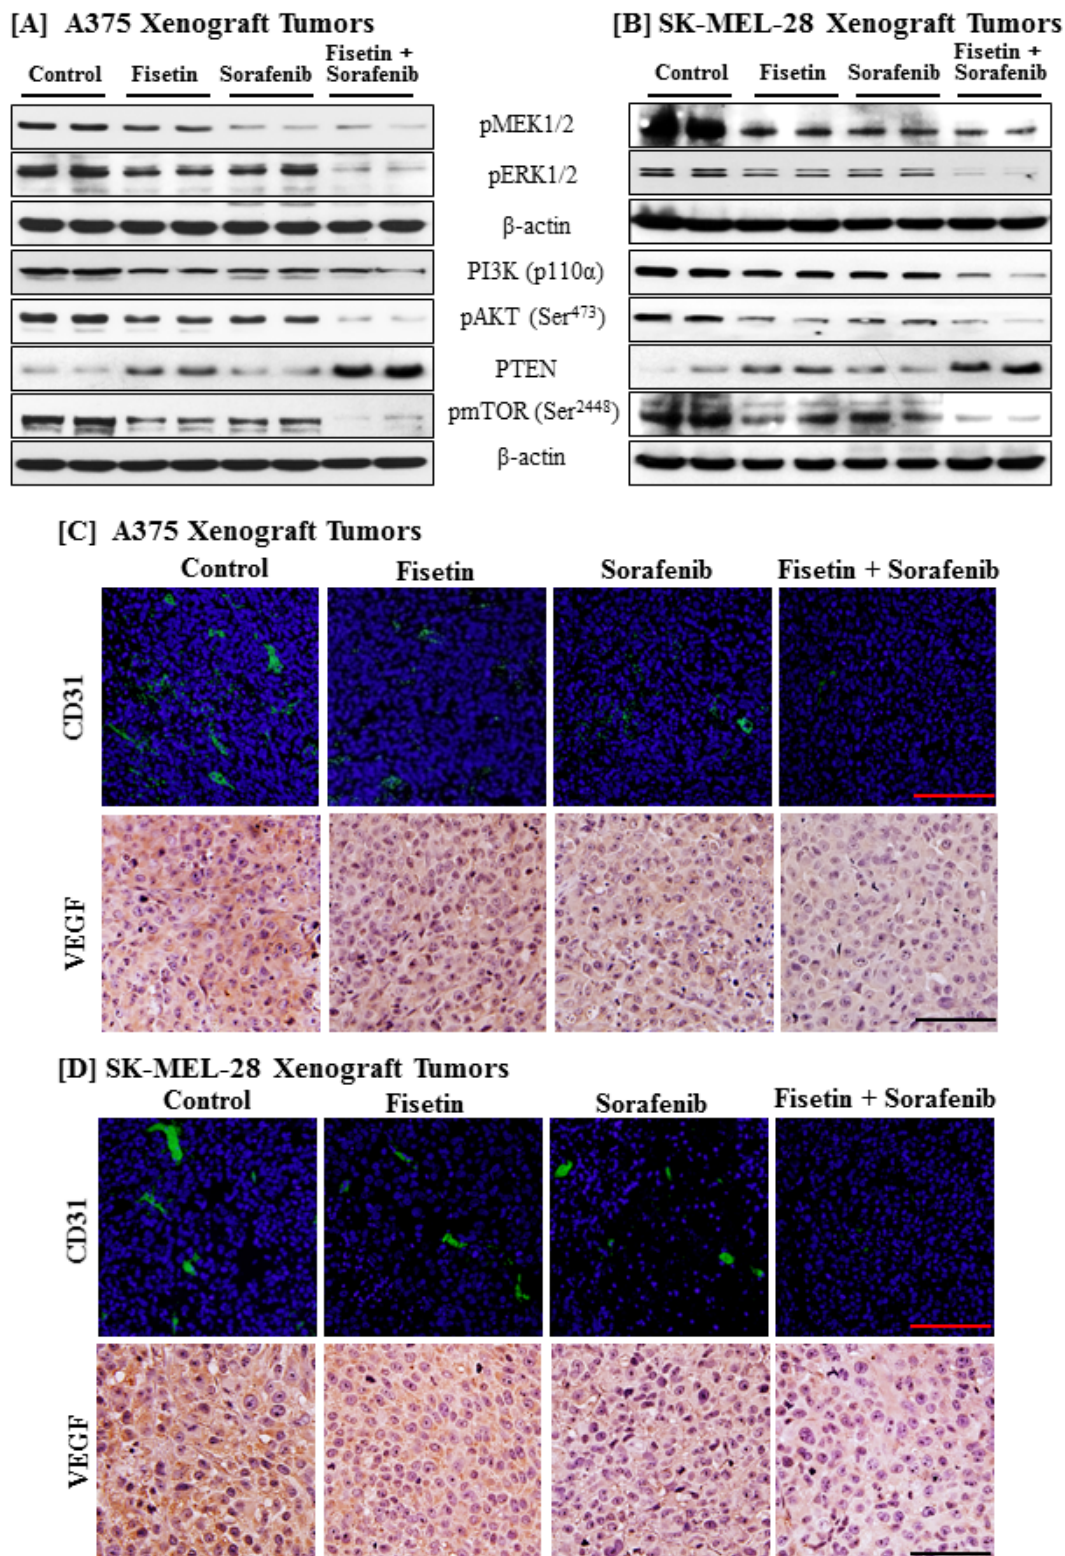 [A] A375 Xenograft Tumors
Control Fisetin Sorafenib Fisetin +
Sorafenib
[B] SK-MEL-28 Xenograft Tumors
Control Fisetin Sorafenib Fisetin +
Sorafenib
pMEK1/2
pERK1/2
β-actin
PI3K (p110α)
pAKT (Ser473)
PTEN
pmTOR (Ser2448)
β-actin
[C] A375 Xenograft Tumors
Control Fisetin Sorafenib Fisetin + Sorafenib
CD31
VEGF
[D] SK-MEL-28 Xenograft Tumors
Control Fisetin Sorafenib Fisetin + Sorafenib
CD31
VEGF